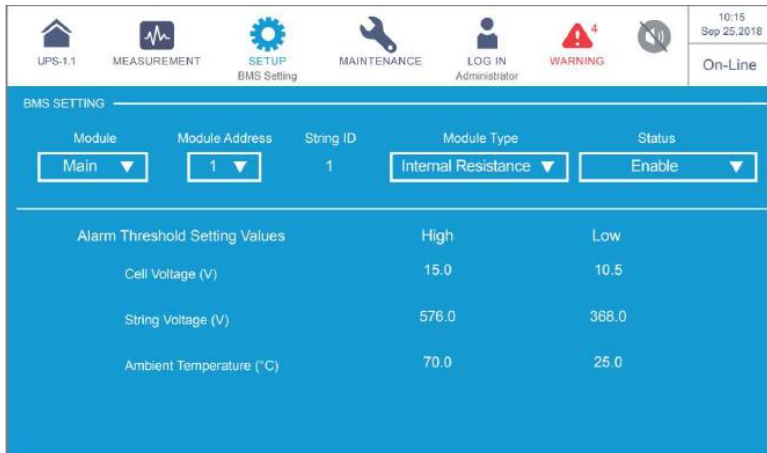 10:15
Sep 25,2018
UPS-1.1 MEASUREMENT SETUP MAINTENANCE LOG IN WARNING 4
BMS Setting Administrator
On-Line
BMS SETTING
Module Module Address String ID Module Type Status
Main 1 1 Internal Resistance Enable
Alarm Threshold Setting Values High Low
Cell Voltage (V) 15.0 10.5
String Voltage (V) 576.0 368.0
Ambient Temperature (°C) 70.0 25.0